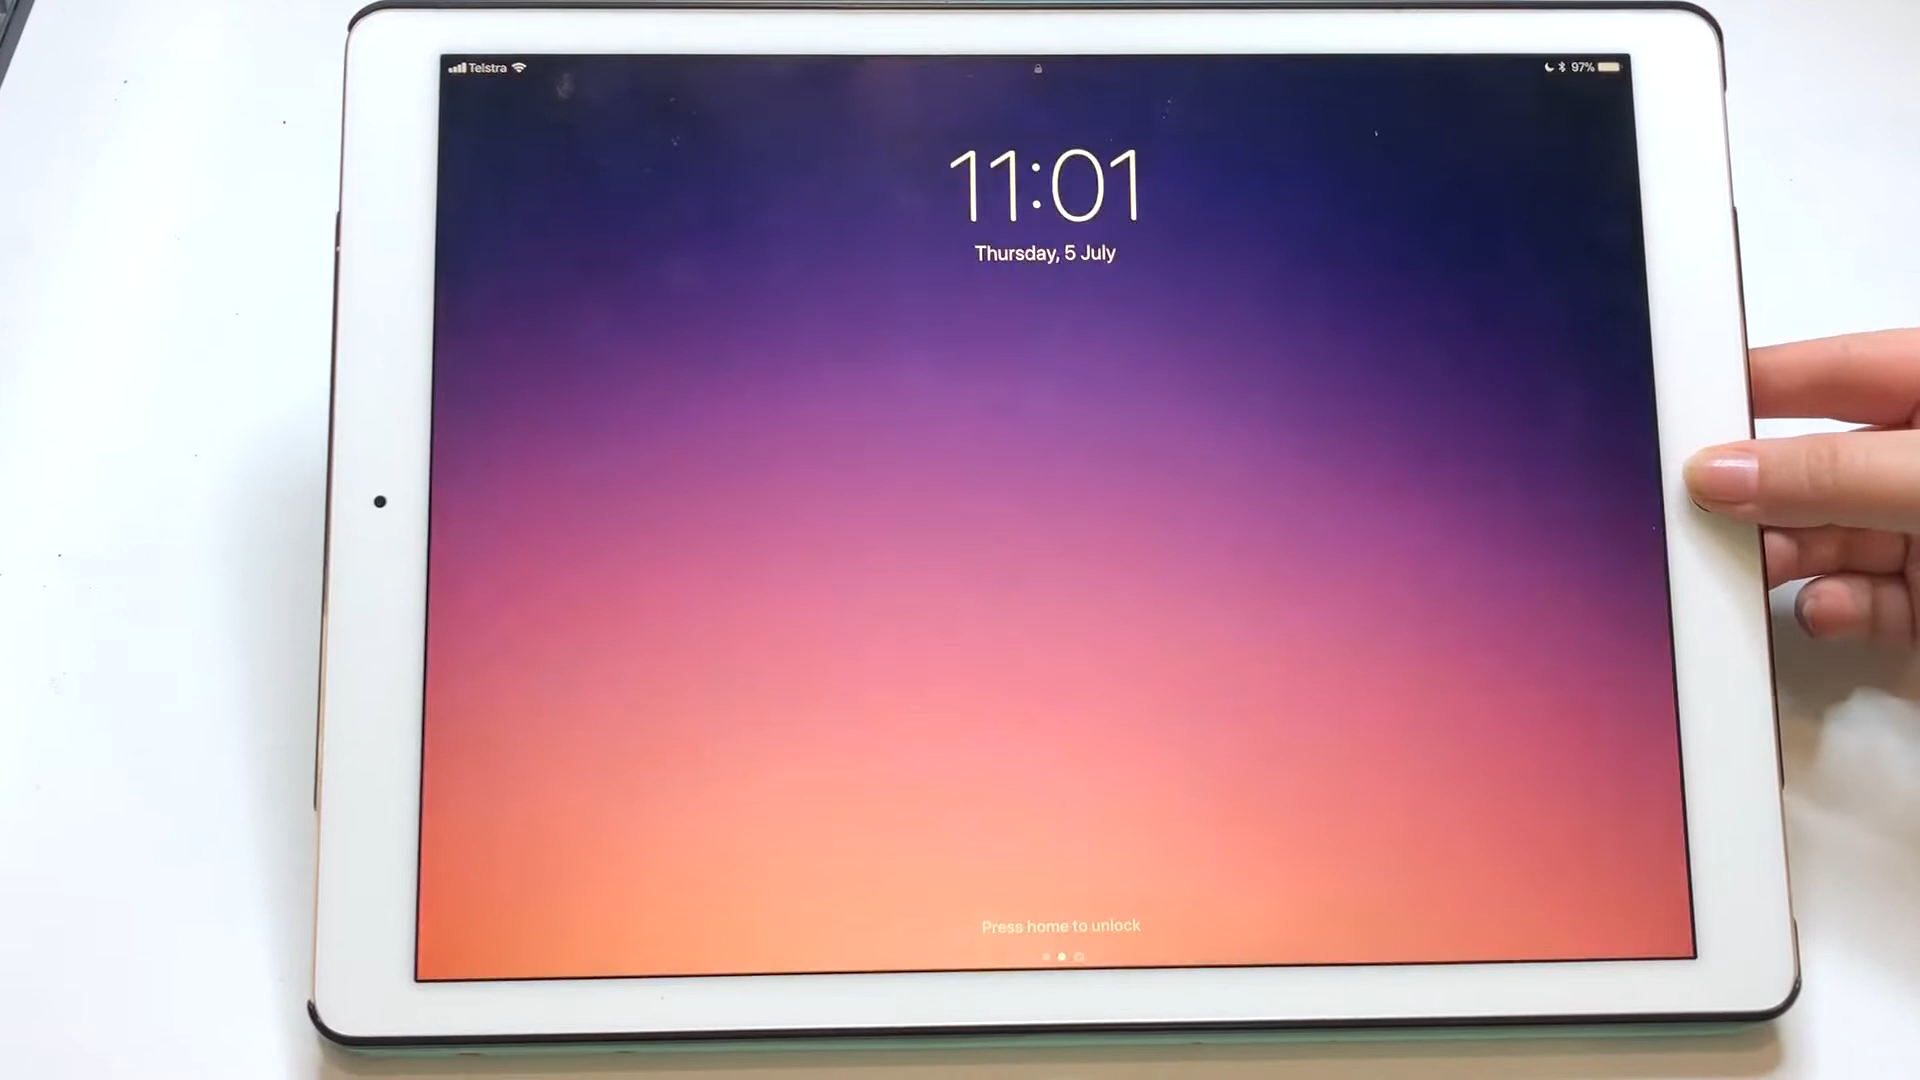 Telstra
97%
11:01
Thursday, 5 July
Press home to unlock